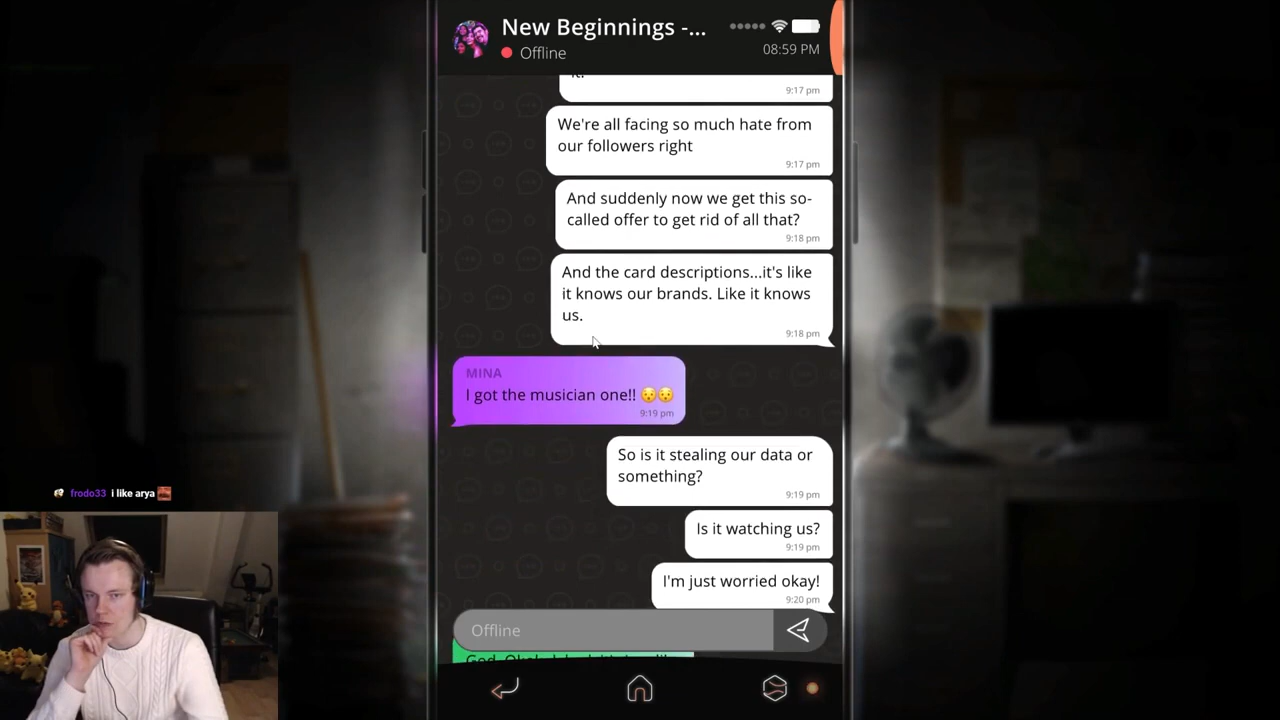 New Beginnings -...
Offline
08:59 PM
it!
9:17 pm
We're all facing so much hate from
our followers right
9:17 pm
And suddenly now we get this so-
called offer to get rid of all that?
9:18 pm
And the card descriptions...it's like
it knows our brands. Like it knows
us.
9:18 pm
MINA
I got the musician one!! 😯😯
9:19 pm
So is it stealing our data or
something?
9:19 pm
frodo33 i like arya
Is it watching us?
9:19 pm
I'm just worried okay!
9:20 pm
Offline